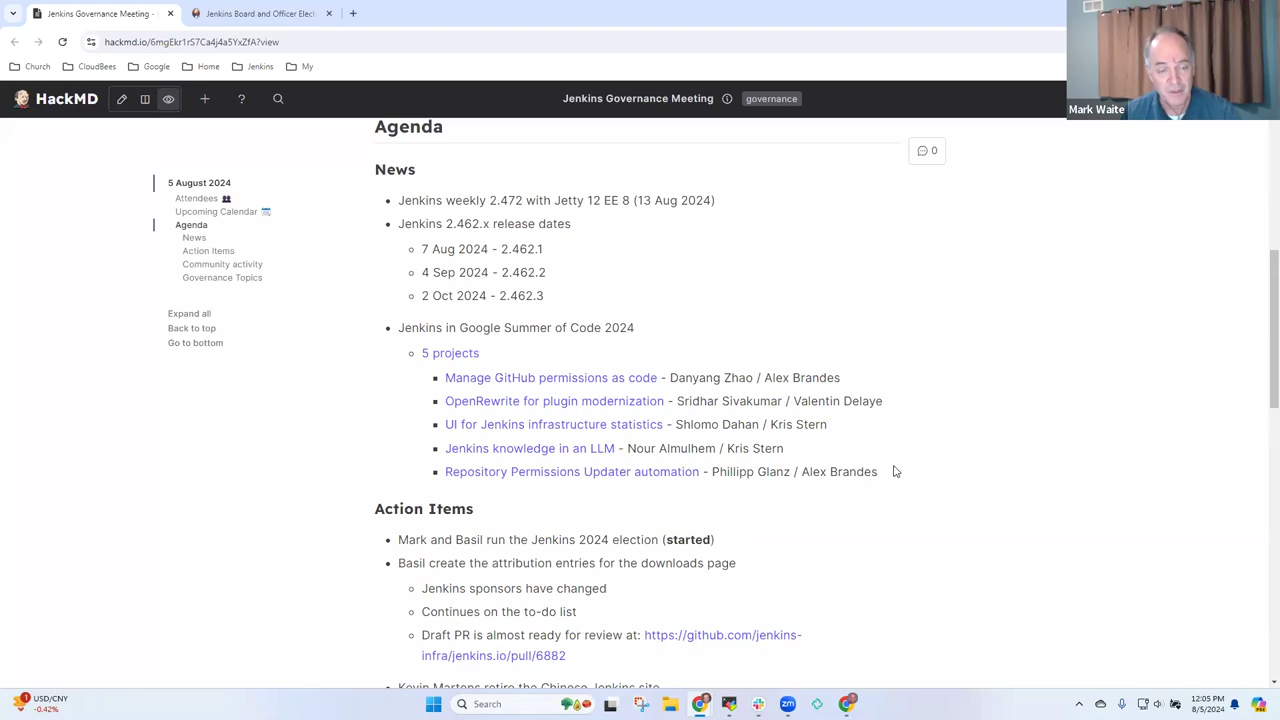 Jenkins Governance Meeting -
Jenkins Board and Officer Elect
hackmd.io/6mgEkr1rS7Ca4j4a5YxZfA?view
Church
CloudBees
Google
Home
Jenkins
My
HackMD
Jenkins Governance Meeting
governance
Mark Waite
5 August 2024
Attendees
Upcoming Calendar
Agenda
News
Action Items
Community activity
Governance Topics
Expand all
Back to top
Go to bottom
Agenda
0
News
Jenkins weekly 2.472 with Jetty 12 EE 8 (13 Aug 2024)
Jenkins 2.462.x release dates
7 Aug 2024 - 2.462.1
4 Sep 2024 - 2.462.2
2 Oct 2024 - 2.462.3
Jenkins in Google Summer of Code 2024
5 projects
Manage GitHub permissions as code - Danyang Zhao / Alex Brandes
OpenRewrite for plugin modernization - Sridhar Sivakumar / Valentin Delaye
UI for Jenkins infrastructure statistics - Shlomo Dahan / Kris Stern
Jenkins knowledge in an LLM - Nour Almulhem / Kris Stern
Repository Permissions Updater automation - Phillipp Glanz / Alex Brandes
Action Items
Mark and Basil run the Jenkins 2024 election (started)
Basil create the attribution entries for the downloads page
Jenkins sponsors have changed
Continues on the to-do list
Draft PR is almost ready for review at: https://github.com/jenkins-
infra/jenkins.io/pull/6882
Kevin Martens retire the Chinese Jenkins site
1
USD/CNY
-0.42%
Search
12:05 PM
8/5/2024